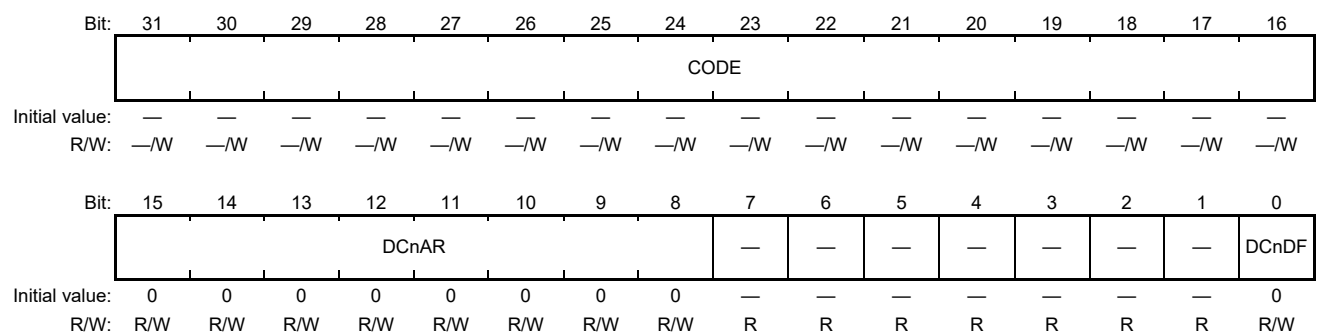 Bit: 31 30 29 28 27 26 25 24 23 22 21 20 19 18 17 16
CODE
Initial value: — — — — — — — — — — — — — — — —
R/W: —/W —/W —/W —/W —/W —/W —/W —/W —/W —/W —/W —/W —/W —/W —/W —/W
Bit: 15 14 13 12 11 10 9 8 7 6 5 4 3 2 1 0
DCnAR — — — — — — — DCnDF
Initial value: 0 0 0 0 0 0 0 0 — — — — — — — 0
R/W: R/W R/W R/W R/W R/W R/W R/W R/W R R R R R R R R/W